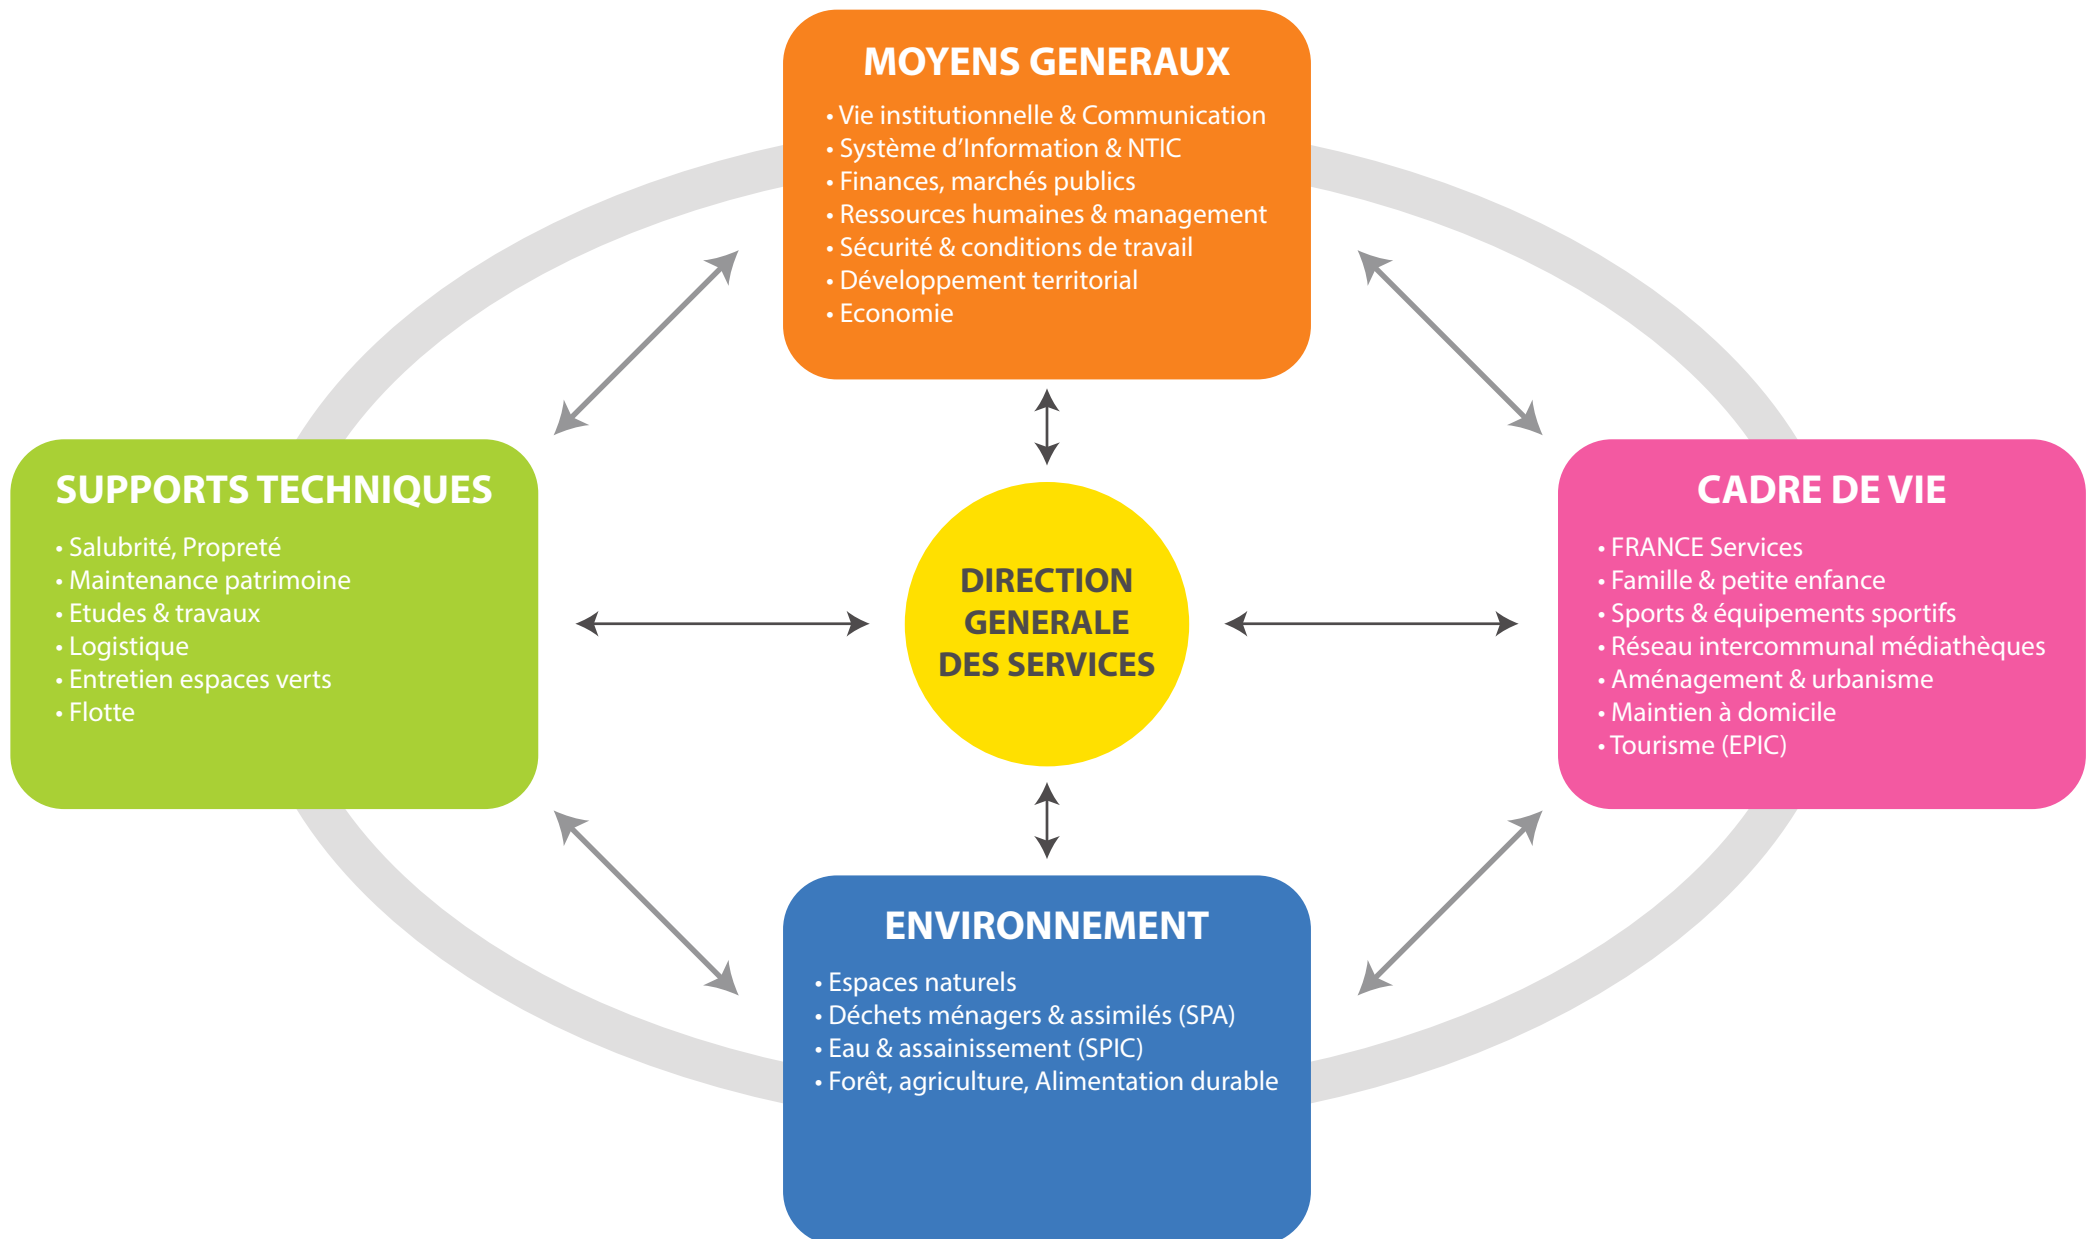 MOYENS GENERAUX
• Vie institutionnelle & Communication
• Système d’Information & NTIC
• Finances, marchés publics
• Ressources humaines & management
• Sécurité & conditions de travail
• Développement territorial
• Economie
SUPPORTS TECHNIQUES
• Salubrité, Propreté
• Maintenance patrimoine
• Etudes & travaux
• Logistique
• Entretien espaces verts
• Flotte
DIRECTION
GENERALE
DES SERVICES
CADRE DE VIE
• FRANCE Services
• Famille & petite enfance
• Sports & équipements sportifs
• Réseau intercommunal médiathèques
• Aménagement & urbanisme
• Maintien à domicile
• Tourisme (EPIC)
ENVIRONNEMENT
• Espaces naturels
• Déchets ménagers & assimilés (SPA)
• Eau & assainissement (SPIC)
• Forêt, agriculture, Alimentation durable